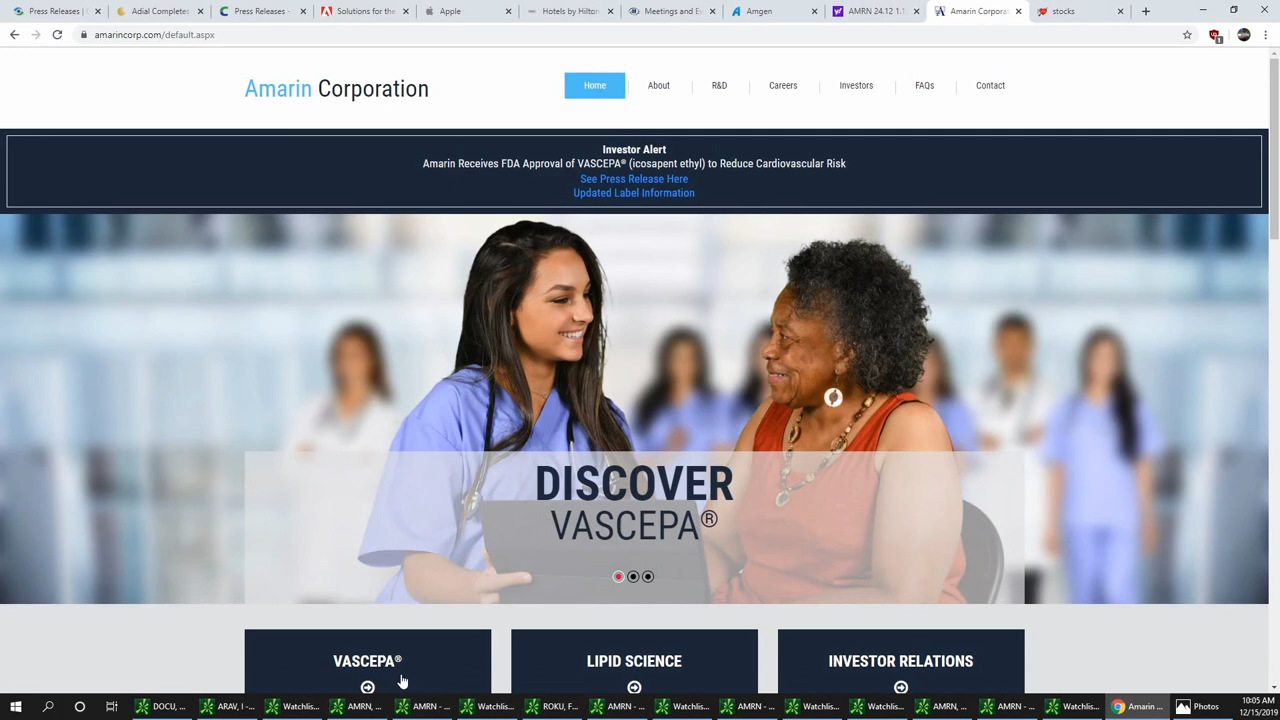 Press Releases |
Adial Completes
Press Releases -
Solutions for the
Apple
Hotels by Hilton
Meetings and Ev
Amgen
AMRN 24.12 1.1
Amarin Corporat
stocks
amarincorp.com/default.aspx
Amarin Corporation
Home
About
R&D
Careers
Investors
FAQs
Contact
Investor Alert
Amarin Receives FDA Approval of VASCEPA® (icosapent ethyl) to Reduce Cardiovascular Risk
See Press Release Here
Updated Label Information
DISCOVER
VASCEPA®
VASCEPA®
LIPID SCIENCE
INVESTOR RELATIONS
DOCU, ...
ARAV, I -...
Watchlis...
AMRN, ...
AMRN - ...
Watchlis...
ROKU, F...
AMRN - ...
Watchlis...
AMRN - ...
Watchlis...
AMRN - ...
Watchlis...
AMRN, ...
AMRN - ...
Watchlis...
Amarin ...
Photos
10:05 AM
12/15/2019